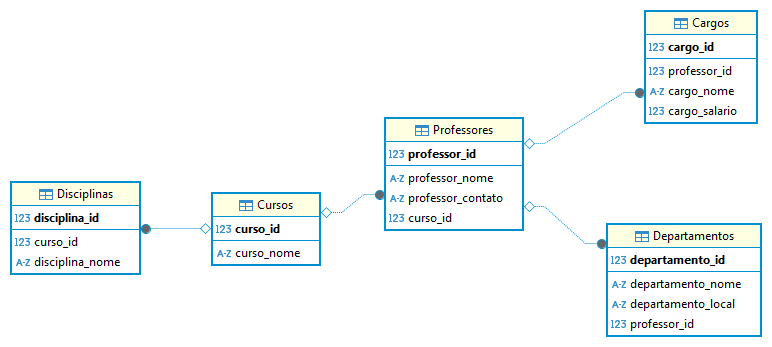 Disciplinas
123 disciplina_id
123 curso_id
A-Z disciplina_nome
Cursos
123 curso_id
A-Z curso_nome
Professores
123 professor_id
A-Z professor_nome
A-Z professor_contato
123 curso_id
Cargos
123 cargo_id
123 professor_id
A-Z cargo_nome
123 cargo_salario
Departamentos
123 departamento_id
A-Z departamento_nome
A-Z departamento_local
123 professor_id